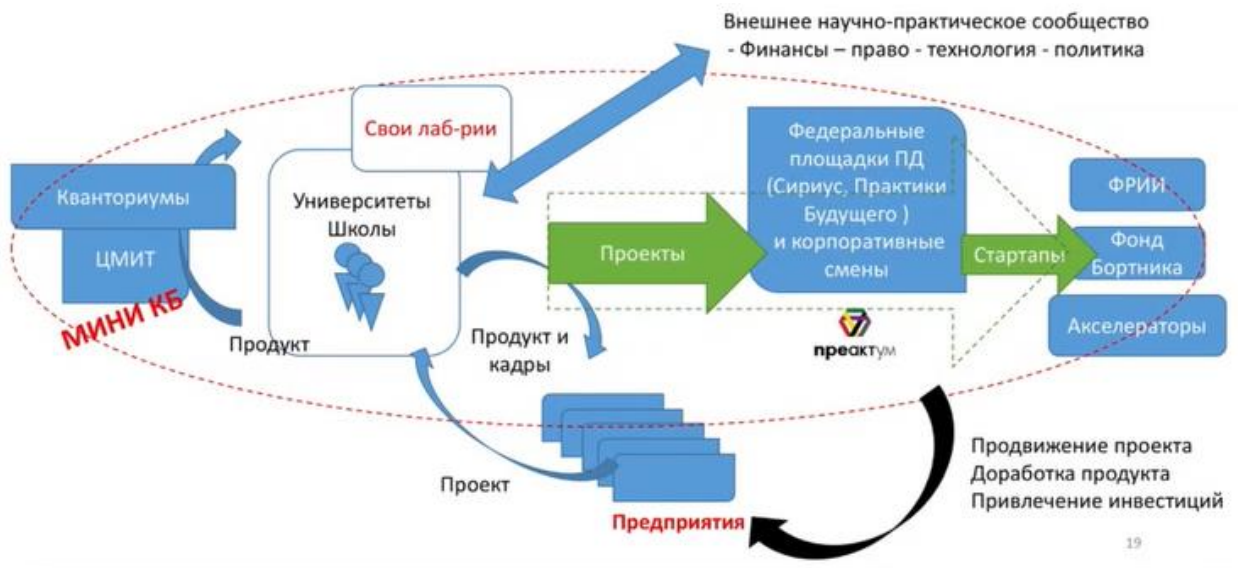 Внешнее научно-практическое сообщество
- Финансы – право - технология - политика
Свои лаб-рии
Кванториумы
ЦМИТ
МИНИ КБ
Университеты
Школы
Продукт
Продукт и
кадры
Проекты
Федеральные
площадки ПД
(Сириус, Практики
Будущего )
и корпоративные
смены
преактум
Стартапы
ФРИИ
Фонд
Бортника
Акселераторы
Проект
Предприятия
Продвижение проекта
Доработка продукта
Привлечение инвестиций
19